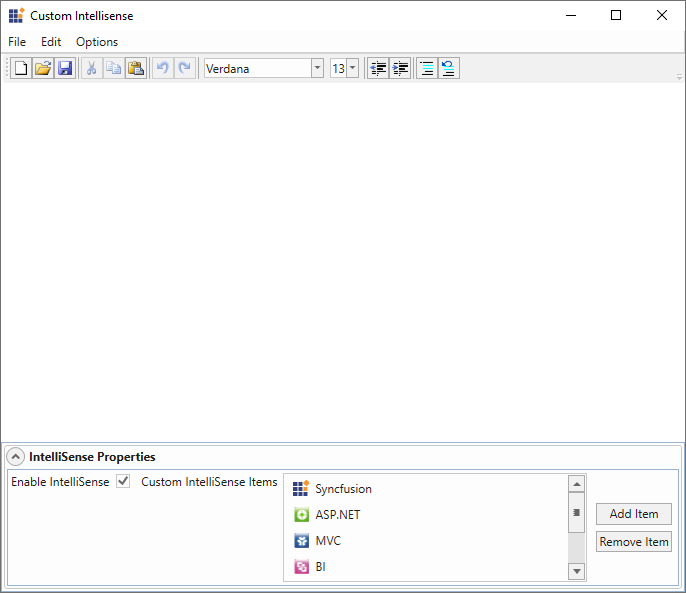 Custom Intellisense
File Edit Options
Verdana 13
IntelliSense Properties
Enable IntelliSense Custom IntelliSense Items
Syncfusion
ASP.NET
MVC
BI
Add Item
Remove Item